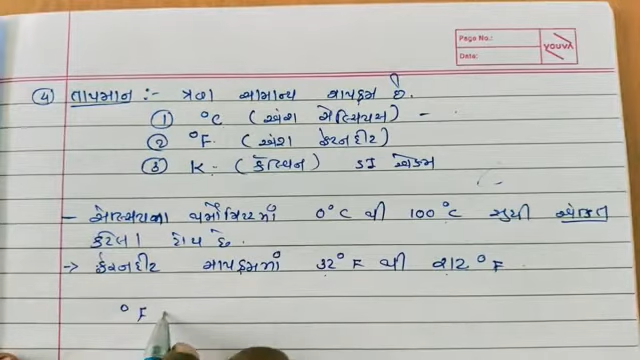 Page No.:
Date:
YOUVA
④ તાપમાન :- ત્રણ સામાન્ય માપક્રમ છે.
① °C (અંશ સેલ્સિયસ) -
② °F. (અંશ ફેરનહીટ)
③ K - (કેલ્વિન) SI એકમ
- સેલ્સિયસના થર્મોમિટરમાં 0°C થી 100°C સુધી અંકિત
કરેલા હોય છે.
→ ફેરનહીટ માપક્રમમાં 32°F થી 212°F
°F